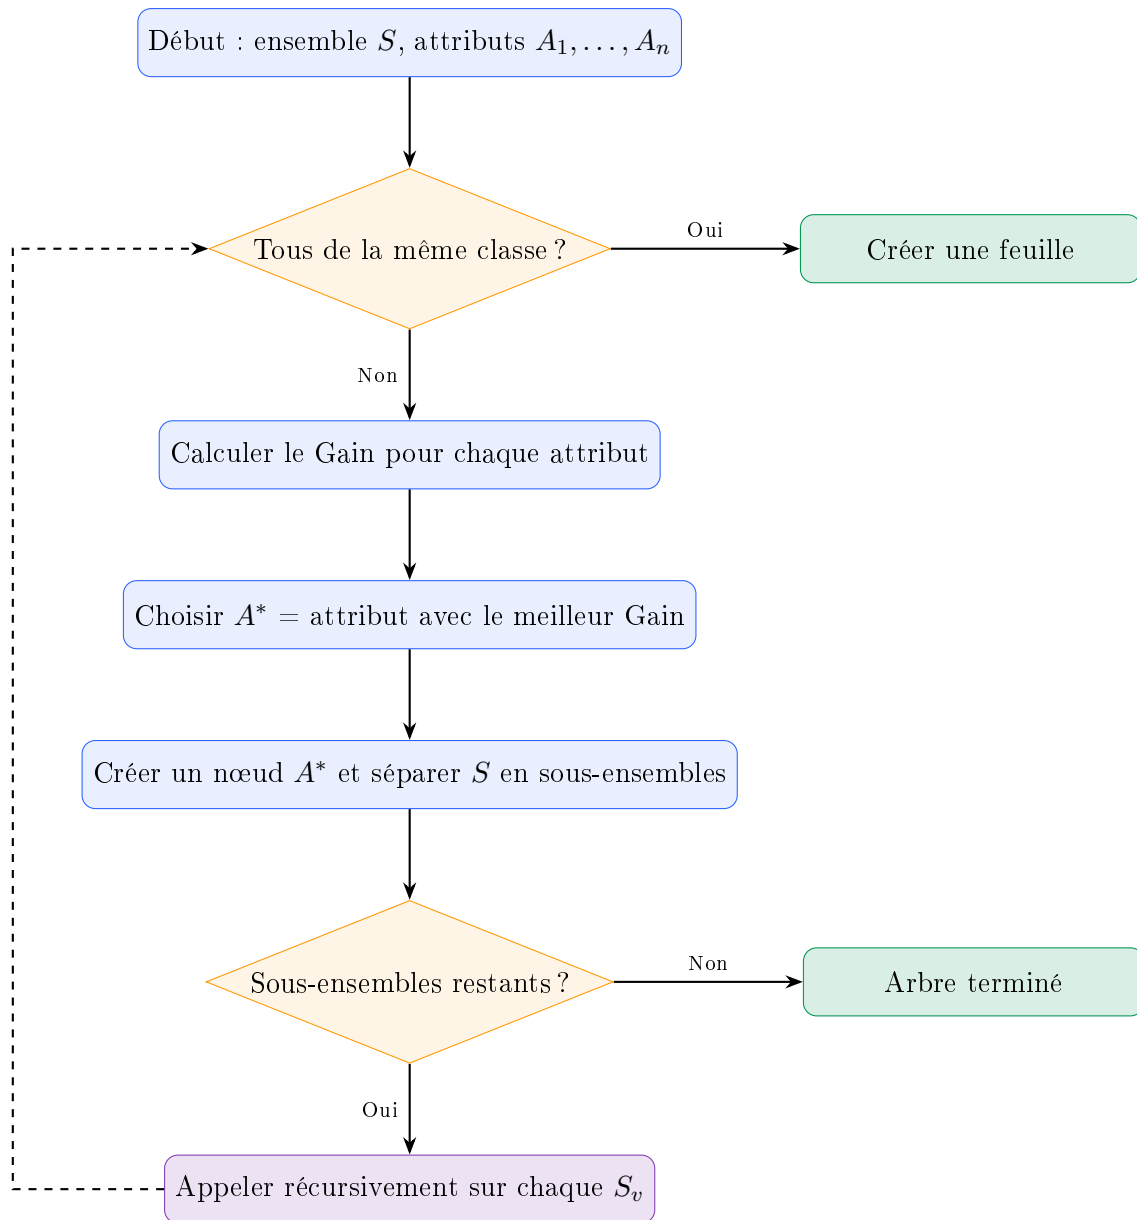 Début : ensemble S, attributs A₁, …, Aₙ
Tous de la même classe ?
Oui
Créer une feuille
Non
Calculer le Gain pour chaque attribut
Choisir A* = attribut avec le meilleur Gain
Créer un nœud A* et séparer S en sous-ensembles
Sous-ensembles restants ?
Non
Arbre terminé
Oui
Appeler récursivement sur chaque Sᵥ